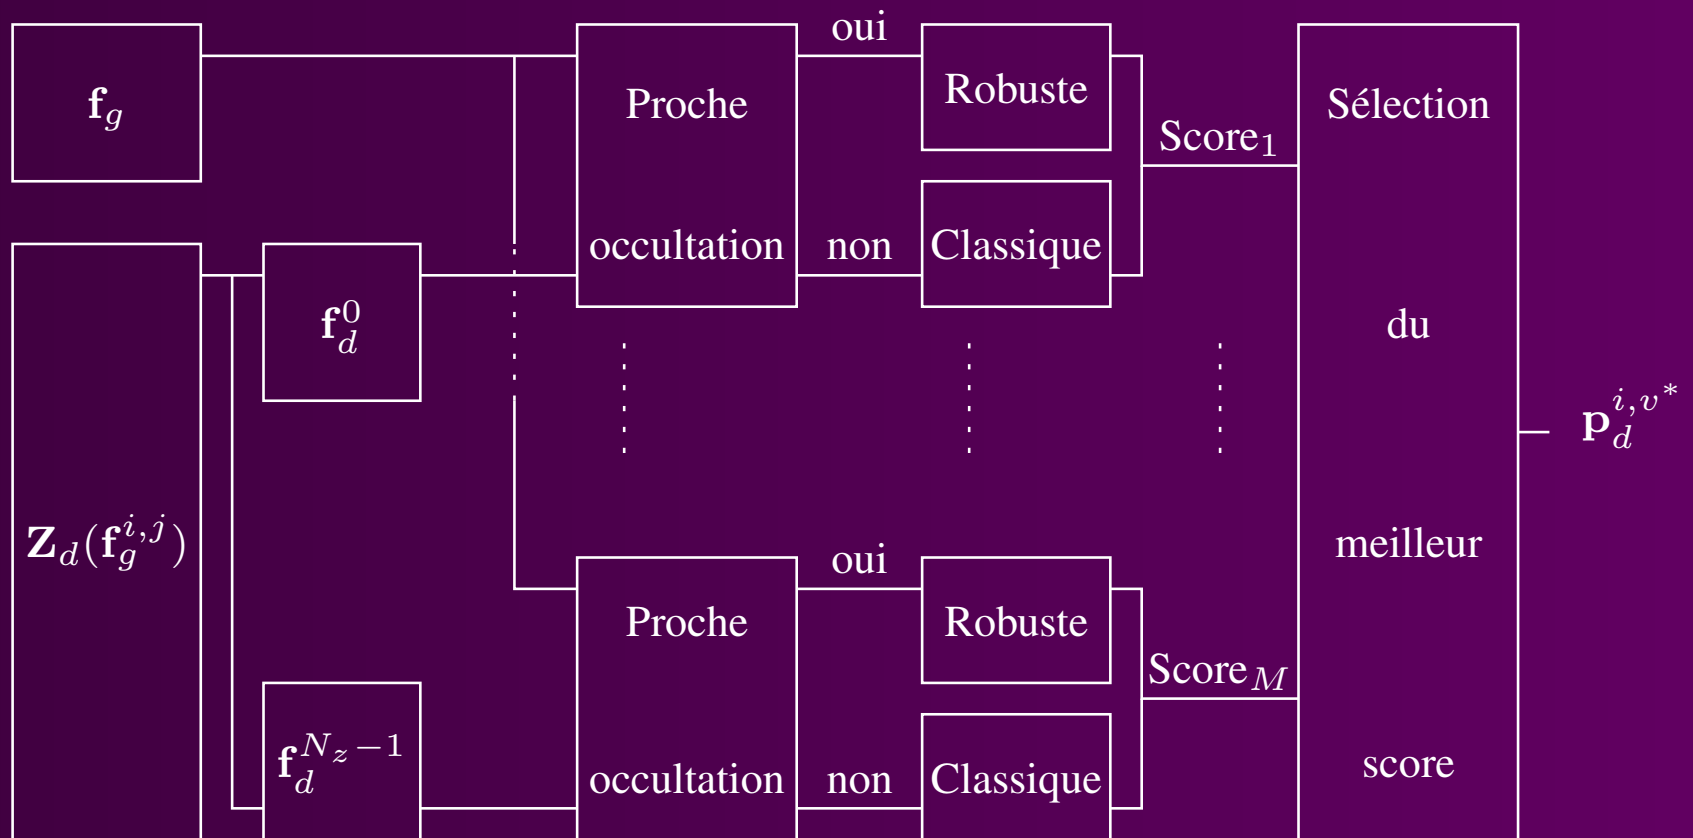 oui
f_g
Proche
Robuste
Sélection
Score_1
occultation
non
Classique
f_d^0
du
p_d^{i,v*}
Z_d(f_g^{i,j})
meilleur
oui
Proche
Robuste
Score_M
f_d^{N_z-1}
occultation
non
Classique
score